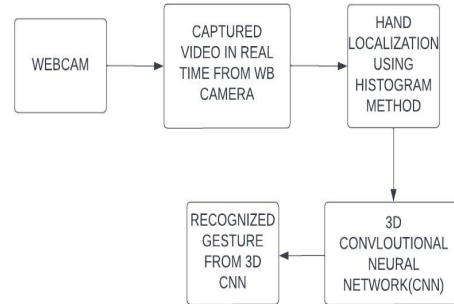 WEBCAM
CAPTURED
VIDEO IN REAL
TIME FROM WB
CAMERA
HAND
LOCALIZATION
USING
HISTOGRAM
METHOD
3D
CONVLOUTIONAL
NEURAL
NETWORK(CNN)
RECOGNIZED
GESTURE
FROM 3D
CNN